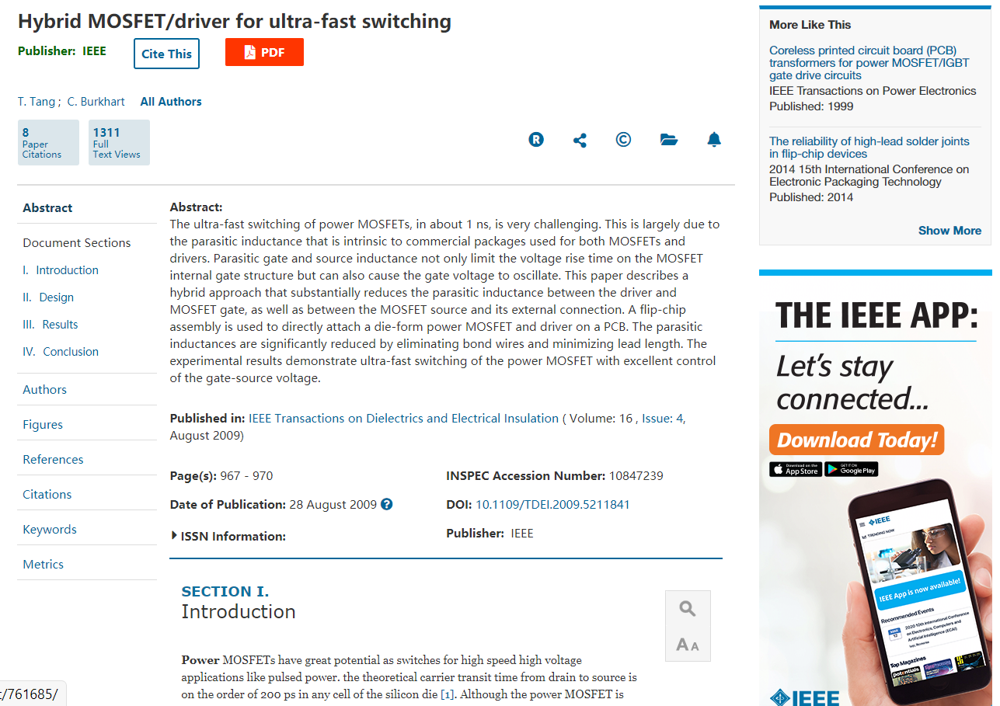 Hybrid MOSFET/driver for ultra-fast switching
Publisher: IEEE
Cite This
PDF
T. Tang ; C. Burkhart All Authors
8
Paper
Citations
1311
Full
Text Views
R
©
Abstract
Document Sections
I. Introduction
II. Design
III. Results
IV. Conclusion
Authors
Figures
References
Citations
Keywords
Metrics
Abstract:
The ultra-fast switching of power MOSFETs, in about 1 ns, is very challenging. This is largely due to
the parasitic inductance that is intrinsic to commercial packages used for both MOSFETs and
drivers. Parasitic gate and source inductance not only limit the voltage rise time on the MOSFET
internal gate structure but can also cause the gate voltage to oscillate. This paper describes a
hybrid approach that substantially reduces the parasitic inductance between the driver and
MOSFET gate, as well as between the MOSFET source and its external connection. A flip-chip
assembly is used to directly attach a die-form power MOSFET and driver on a PCB. The parasitic
inductances are significantly reduced by eliminating bond wires and minimizing lead length. The
experimental results demonstrate ultra-fast switching of the power MOSFET with excellent control
of the gate-source voltage.
Published in: IEEE Transactions on Dielectrics and Electrical Insulation ( Volume: 16 , Issue: 4,
August 2009)
Page(s): 967 - 970
INSPEC Accession Number: 10847239
Date of Publication: 28 August 2009 ?
DOI: 10.1109/TDEI.2009.5211841
ISSN Information:
Publisher: IEEE
SECTION I.
Introduction
AA
Power MOSFETs have great potential as switches for high speed high voltage
applications like pulsed power. the theoretical carrier transit time from drain to source is
on the order of 200 ps in any cell of the silicon die [1]. Although the power MOSFET is
t/761685/
More Like This
Coreless printed circuit board (PCB)
transformers for power MOSFET/IGBT
gate drive circuits
IEEE Transactions on Power Electronics
Published: 1999
The reliability of high-lead solder joints
in flip-chip devices
2014 15th International Conference on
Electronic Packaging Technology
Published: 2014
Show More
THE IEEE APP:
Let's stay
connected...
Download Today!
Download on the
App Store
GET IT ON
Google Play
IEEE
TRENDING NOW
IEEE App is now available!
Recommended Events
2020 10th International Conference
on Electronics, Computers and
Artificial Intelligence (ECAI)
Top Magazines
potentials
IEEE